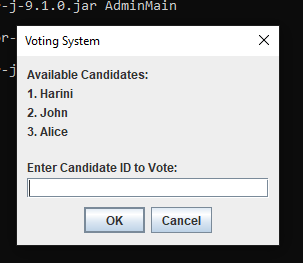 -j-9.1.0.jar AdminMain
Voting System
Available Candidates:
1. Harini
2. John
3. Alice
Enter Candidate ID to Vote:
OK Cancel